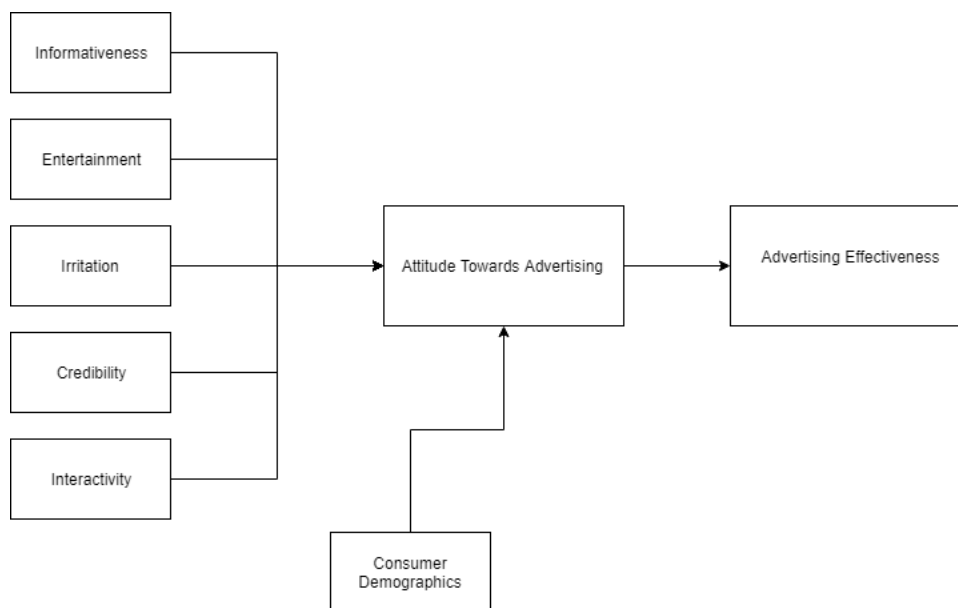 Informativeness
Entertainment
Irritation
Credibility
Interactivity
Attitude Towards Advertising
Advertising Effectiveness
Consumer
Demographics